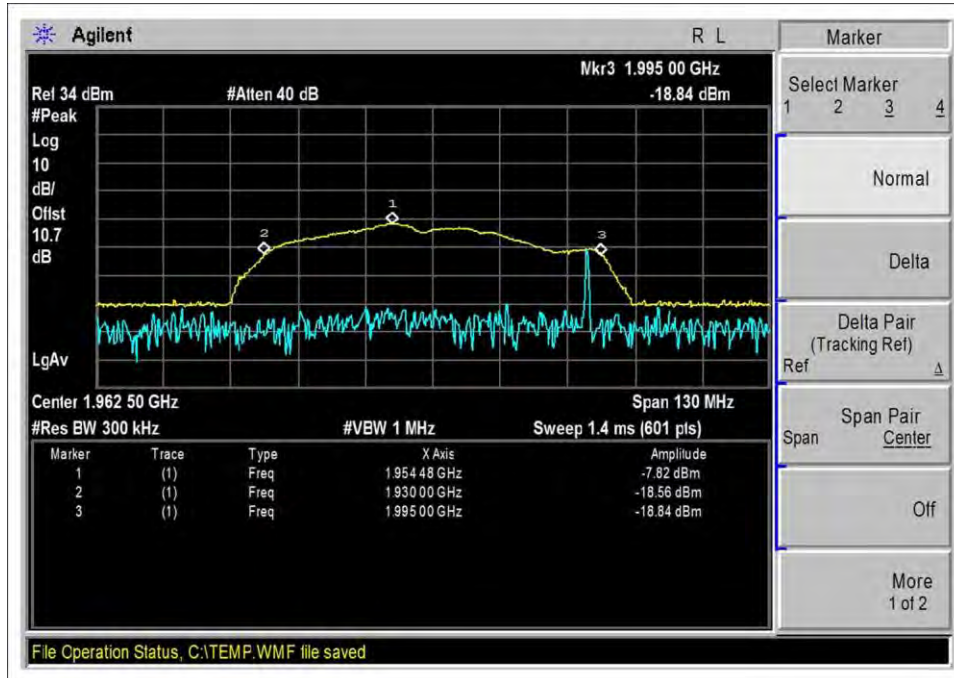 Agilent
R L
Marker
Mkr3 1.995 00 GHz
Ref 34 dBm
#Atten 40 dB
-18.84 dBm
Select Marker
1 2 3 4
#Peak
Log
10
dB/
Offst
10.7
dB
1
2
3
LgAv
Normal
Delta
Delta Pair
(Tracking Ref)
Ref Δ
Center 1.962 50 GHz
Span 130 MHz
#Res BW 300 kHz
#VBW 1 MHz
Sweep 1.4 ms (601 pts)
Span Pair
Span Center
Marker Trace Type X Axis Amplitude
1 (1) Freq 1.954 48 GHz -7.82 dBm
2 (1) Freq 1.930 00 GHz -18.56 dBm
3 (1) Freq 1.995 00 GHz -18.84 dBm
Off
More
1 of 2
File Operation Status, C:\TEMP.WMF file saved